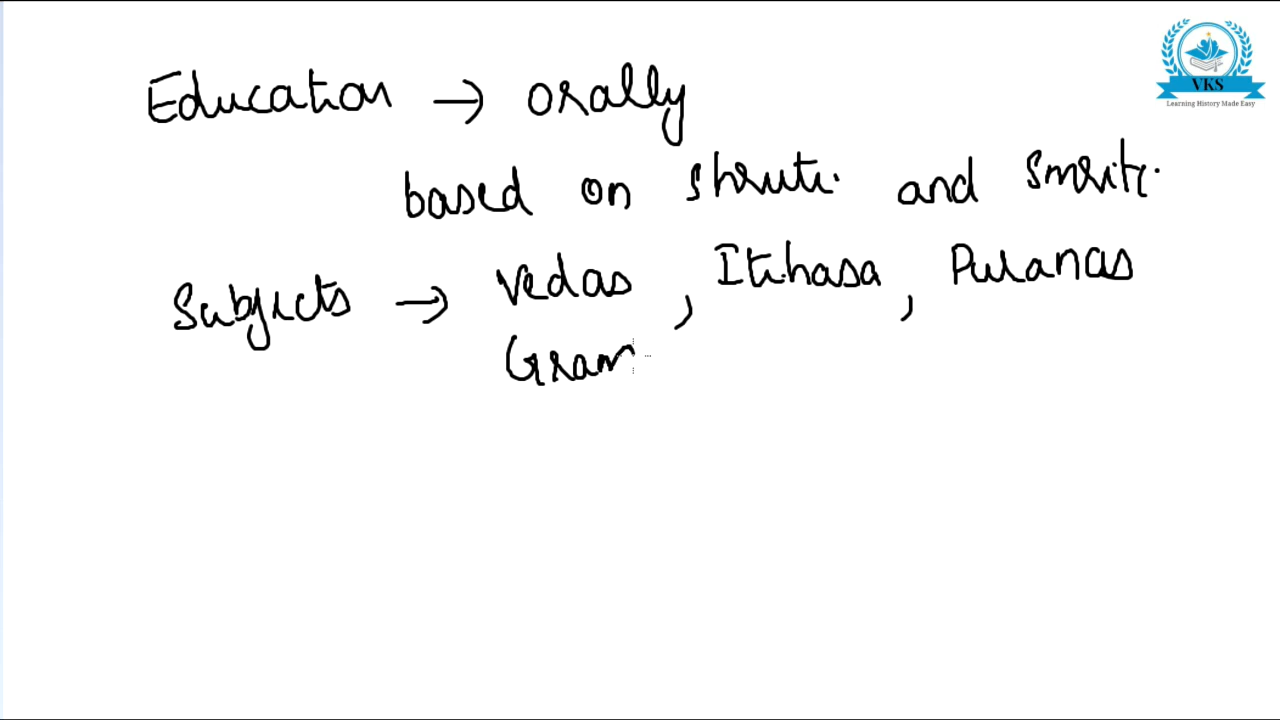 Education → orally
based on Shruti and Smriti
Subjects → Vedas, Itihasa, Puranas
Gram
VKS
Learning History Made Easy